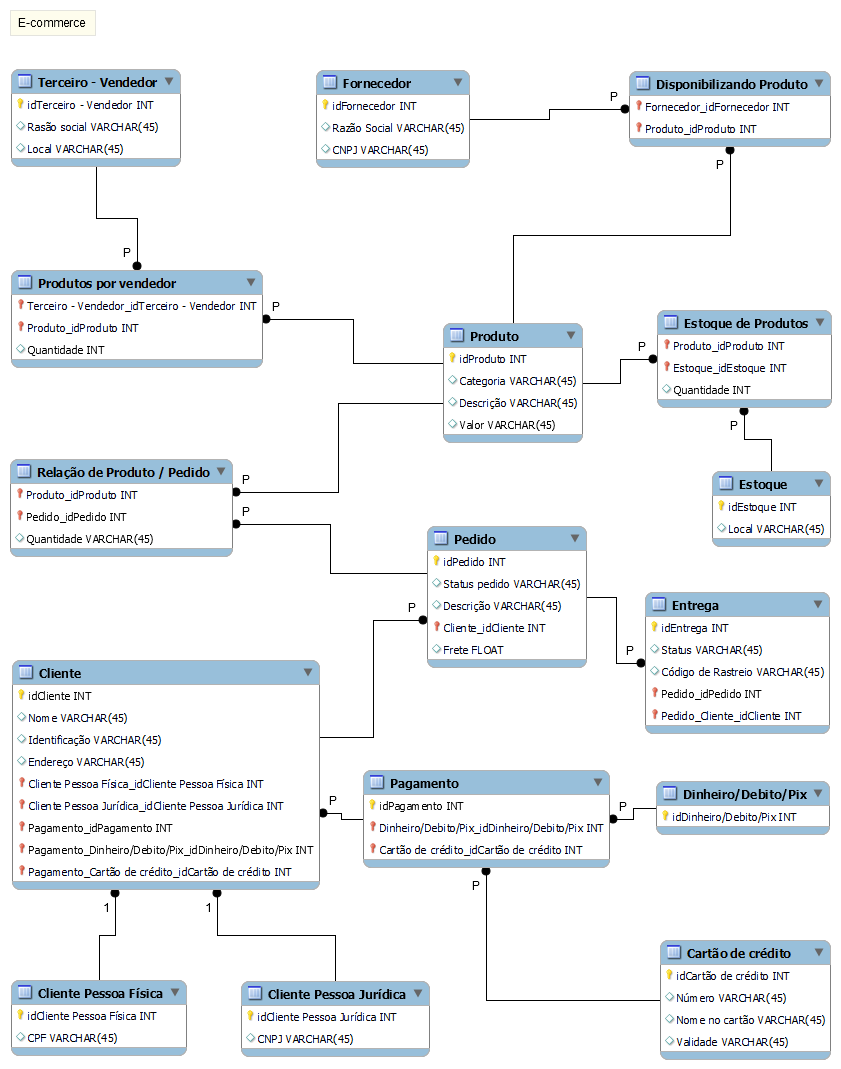 E-commerce
Terceiro - Vendedor
idTerceiro - Vendedor INT
Rasão social VARCHAR(45)
Local VARCHAR(45)
Fornecedor
idFornecedor INT
Razão Social VARCHAR(45)
CNPJ VARCHAR(45)
Disponibilizando Produto
Fornecedor_idFornecedor INT
Produto_idProduto INT
P
P
P
Produtos por vendedor
Terceiro - Vendedor_idTerceiro - Vendedor INT
Produto_idProduto INT
Quantidade INT
P
Produto
idProduto INT
Categoria VARCHAR(45)
Descrição VARCHAR(45)
Valor VARCHAR(45)
P
Estoque de Produtos
Produto_idProduto INT
Estoque_idEstoque INT
Quantidade INT
P
Estoque
idEstoque INT
Local VARCHAR(45)
Relação de Produto / Pedido
Produto_idProduto INT
Pedido_idPedido INT
Quantidade VARCHAR(45)
P
P
Pedido
idPedido INT
Status pedido VARCHAR(45)
Descrição VARCHAR(45)
Cliente_idCliente INT
Frete FLOAT
P
P
Entrega
idEntrega INT
Status VARCHAR(45)
Código de Rastreio VARCHAR(45)
Pedido_idPedido INT
Pedido_Cliente_idCliente INT
Cliente
idCliente INT
Nome VARCHAR(45)
Identificação VARCHAR(45)
Endereço VARCHAR(45)
Cliente Pessoa Física_idCliente Pessoa Física INT
Cliente Pessoa Jurídica_idCliente Pessoa Jurídica INT
Pagamento_idPagamento INT
Pagamento_Dinheiro/Debito/Pix_idDinheiro/Debito/Pix INT
Pagamento_Cartão de crédito_idCartão de crédito INT
P
Pagamento
idPagamento INT
Dinheiro/Debito/Pix_idDinheiro/Debito/Pix INT
Cartão de crédito_idCartão de crédito INT
P
Dinheiro/Debito/Pix
idDinheiro/Debito/Pix INT
P
1
1
Cliente Pessoa Física
idCliente Pessoa Física INT
CPF VARCHAR(45)
Cliente Pessoa Jurídica
idCliente Pessoa Jurídica INT
CNPJ VARCHAR(45)
Cartão de crédito
idCartão de crédito INT
Número VARCHAR(45)
Nome no cartão VARCHAR(45)
Validade VARCHAR(45)